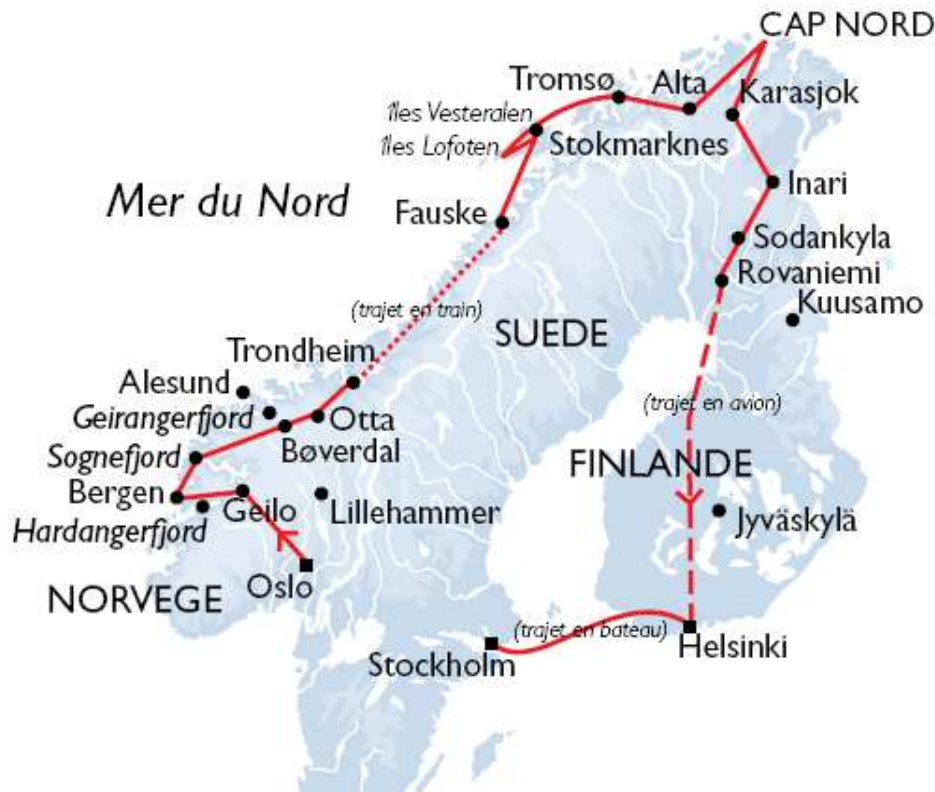 CAP NORD
Tromsø
Alta
Karasjok
Îles Vesteralen
Îles Lofoten
Stokmarknes
Mer du Nord
Inari
Fauske
Sodankyla
Rovaniemi
Kuusamo
(trajet en train)
SUEDE
Trondheim
Alesund
(trajet en avion)
Geirangerfjord
Otta
Bøverdal
Sognefjord
FINLANDE
Bergen
Geilo
Lillehammer
Jyväskylä
Hardangerfjord
Oslo
NORVEGE
(trajet en bateau)
Helsinki
Stockholm